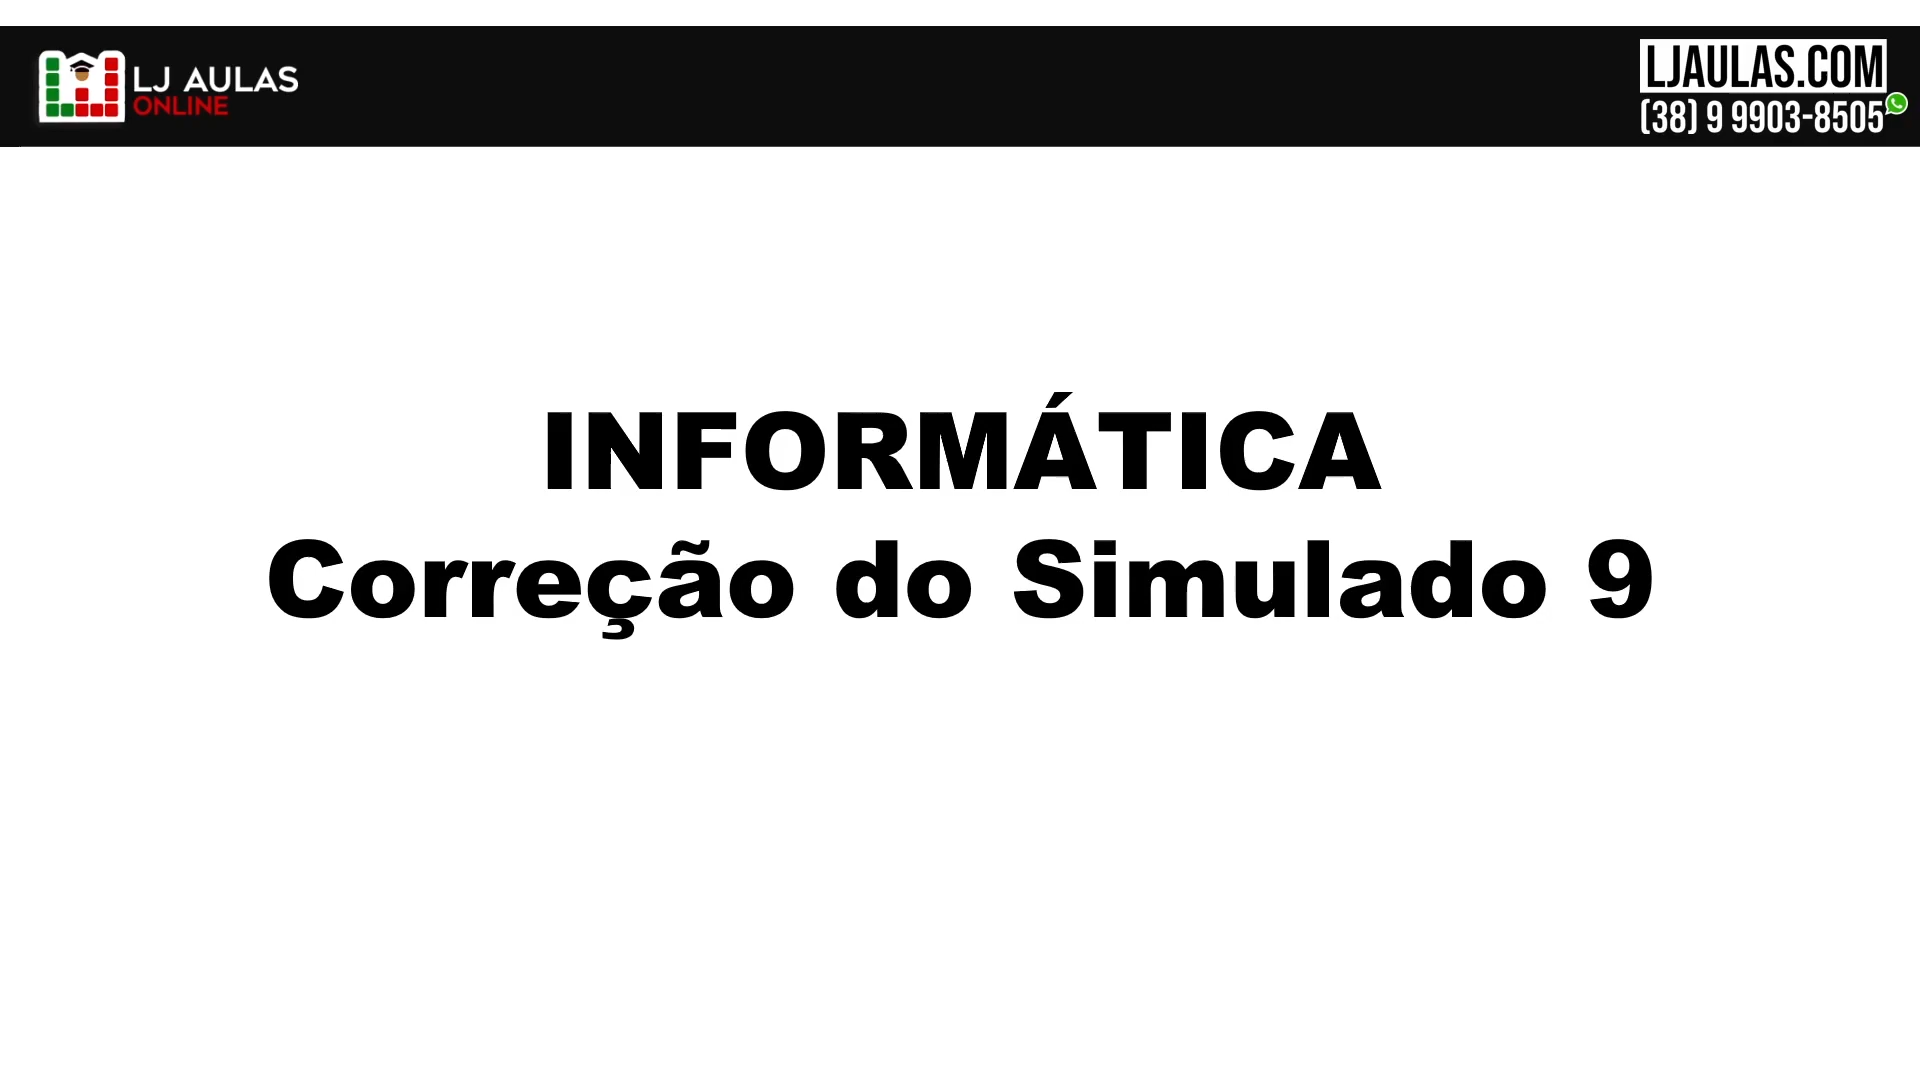 LJ AULAS
ONLINE
LJAULAS.COM
(38) 9 9903-8505
INFORMÁTICA
Correção do Simulado 9